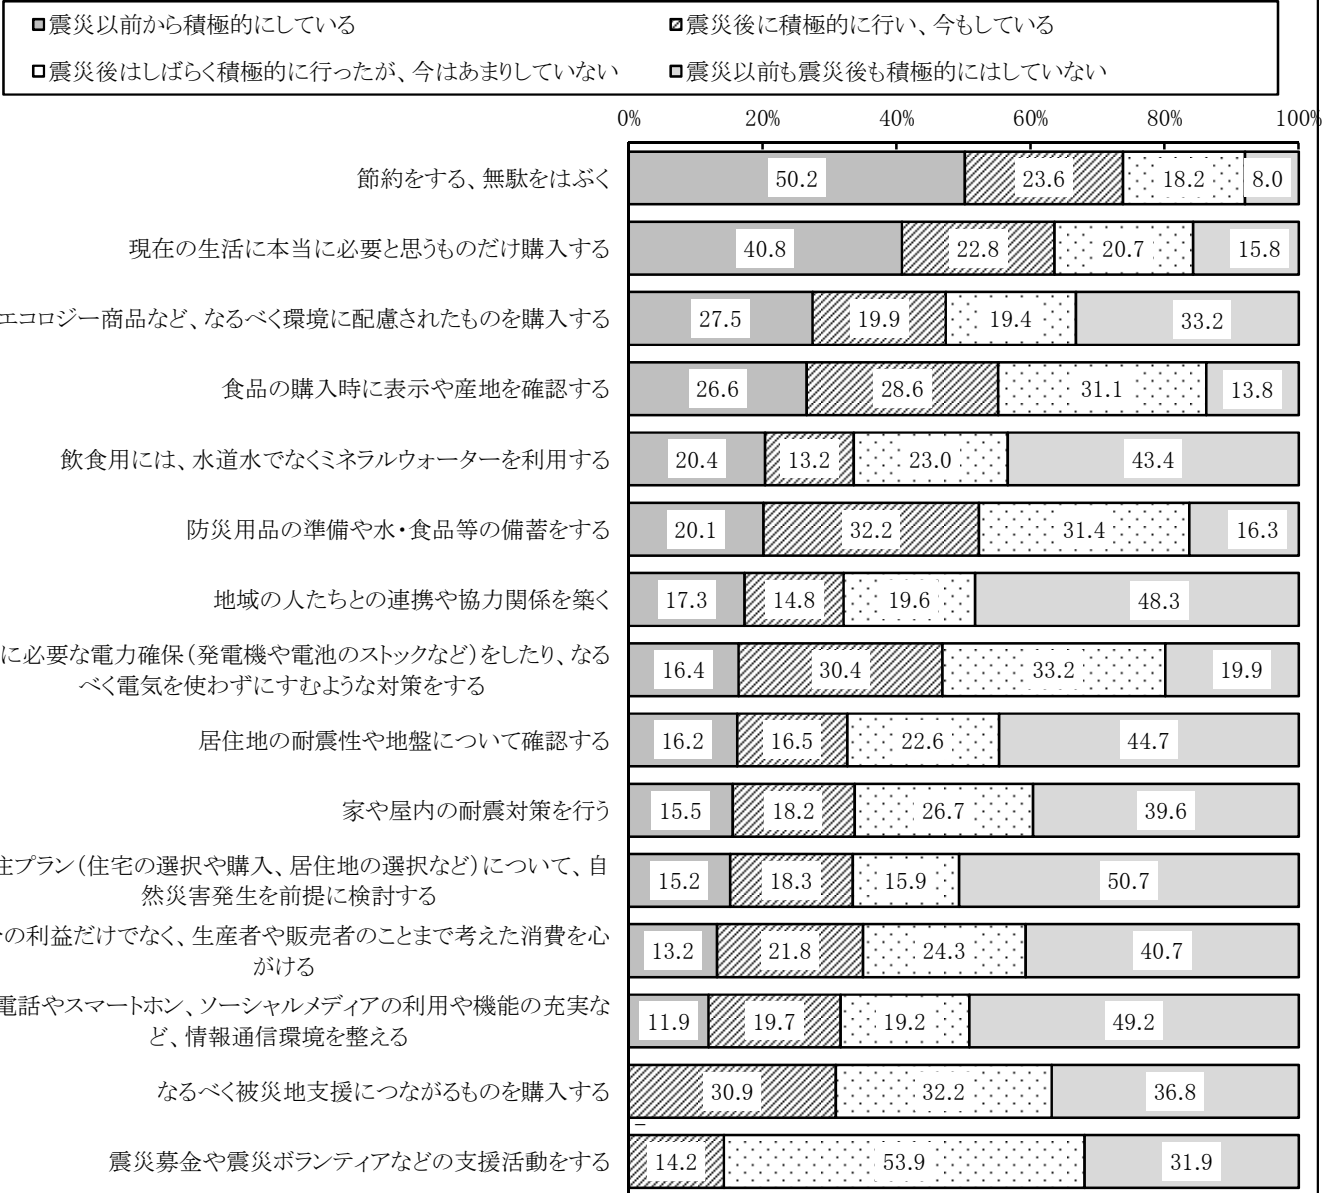 震災以前から積極的にしている
震災後に積極的に行い、今もしている
震災後はしばらく積極的に行ったが、今はあまりしていない
震災以前も震災後も積極的にはしていない
0% 20% 40% 60% 80% 100%
節約をする、無駄をはぶく 50.2 23.6 18.2 8.0
現在の生活に本当に必要と思うものだけ購入する 40.8 22.8 20.7 15.8
エコロジー商品など、なるべく環境に配慮されたものを購入する 27.5 19.9 19.4 33.2
食品の購入時に表示や産地を確認する 26.6 28.6 31.1 13.8
飲食用には、水道水でなくミネラルウォーターを利用する 20.4 13.2 23.0 43.4
防災用品の準備や水・食品等の備蓄をする 20.1 32.2 31.4 16.3
地域の人たちとの連携や協力関係を築く 17.3 14.8 19.6 48.3
に必要な電力確保(発電機や電池のストックなど)をしたり、なる
べく電気を使わずにすむような対策をする 16.4 30.4 33.2 19.9
居住地の耐震性や地盤について確認する 16.2 16.5 22.6 44.7
家や屋内の耐震対策を行う 15.5 18.2 26.7 39.6
住プラン(住宅の選択や購入、居住地の選択など)について、自
然災害発生を前提に検討する 15.2 18.3 15.9 50.7
の利益だけでなく、生産者や販売者のことまで考えた消費を心
がける 13.2 21.8 24.3 40.7
電話やスマートホン、ソーシャルメディアの利用や機能の充実な
ど、情報通信環境を整える 11.9 19.7 19.2 49.2
なるべく被災地支援につながるものを購入する 30.9 32.2 36.8
–
震災募金や震災ボランティアなどの支援活動をする 14.2 53.9 31.9